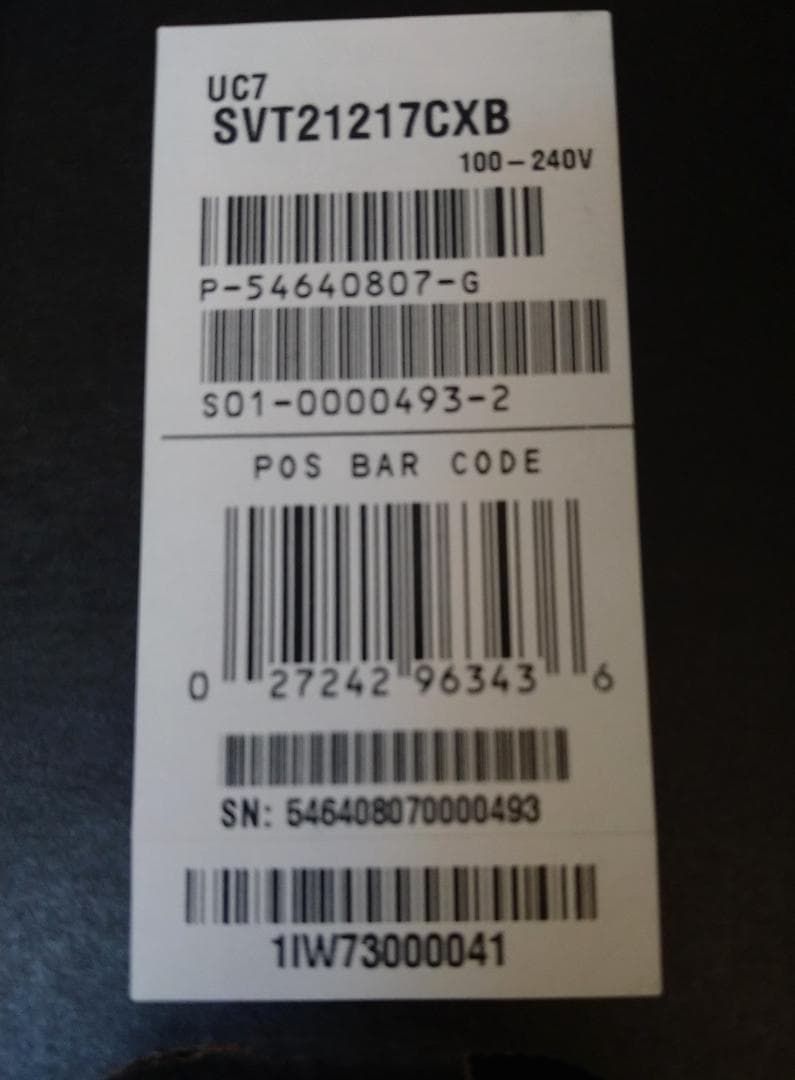 UC7
SVT21217CXB
100-240V
P-54640807-G
S01-0000493-2
POS BAR CODE
0 27242 96343 6
SN: 546408070000493
1IW73000041